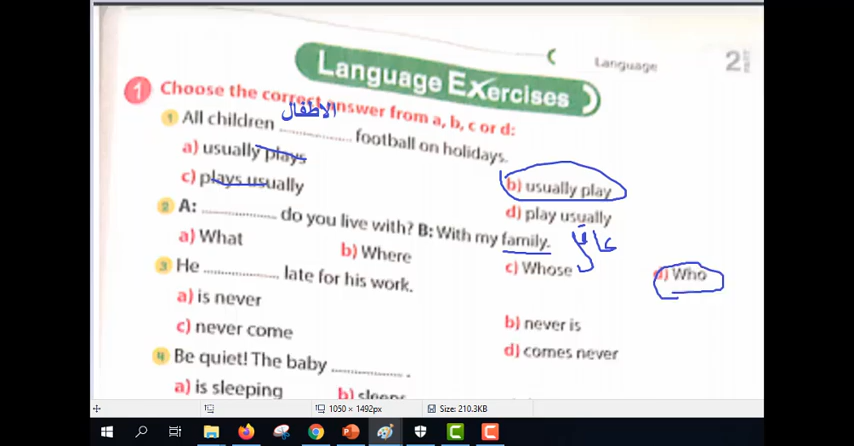 Language
2
PART
Language Exercises
1 Choose the correct answer from a, b, c or d:
الاطفال
1 All children .................. football on holidays.
a) usually plays
b) usually play
c) plays usually
d) play usually
2 A: .................. do you live with? B: With my family.
a) What
b) Where
c) Whose
d) Who
3 He .................. late for his work.
a) is never
b) never is
c) never come
d) comes never
4 Be quiet! The baby .................. .
a) is sleeping
b) sleeps
1050 × 1492px
Size: 210.3KB